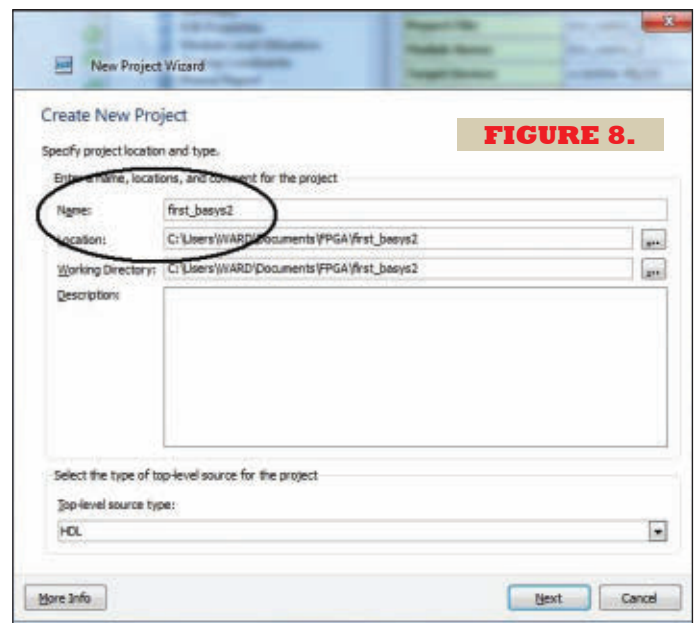 New Project Wizard
Create New Project
FIGURE 8.
Specify project location and type.
Enter a name, locations, and comment for the project
Name: first_basys2
Location: C:\Users\WARD\Documents\FPGA\first_basys2
Working Directory: C:\Users\WARD\Documents\FPGA\first_basys2
Description:
Select the type of top-level source for the project
Top-level source type:
HDL
More Info
Next
Cancel